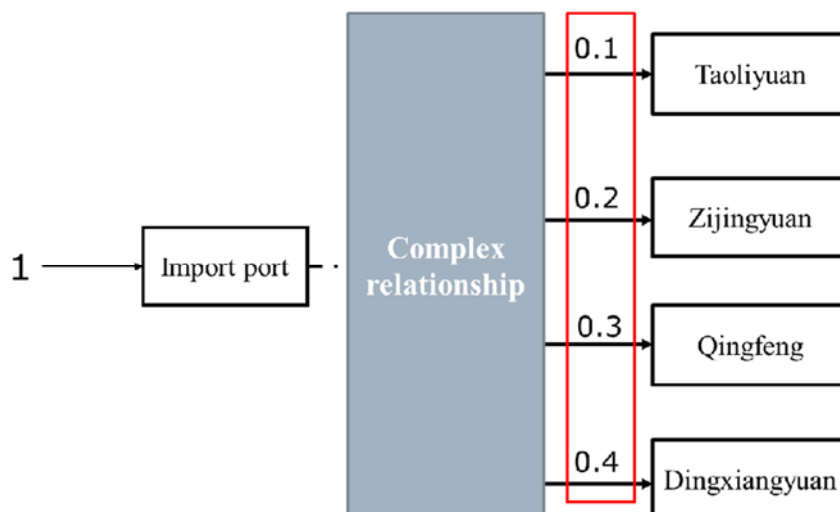 0.1
Taoliyuan
0.2
Zijingyuan
1
Import port
Complex
relationship
0.3
Qingfeng
0.4
Dingxiangyuan